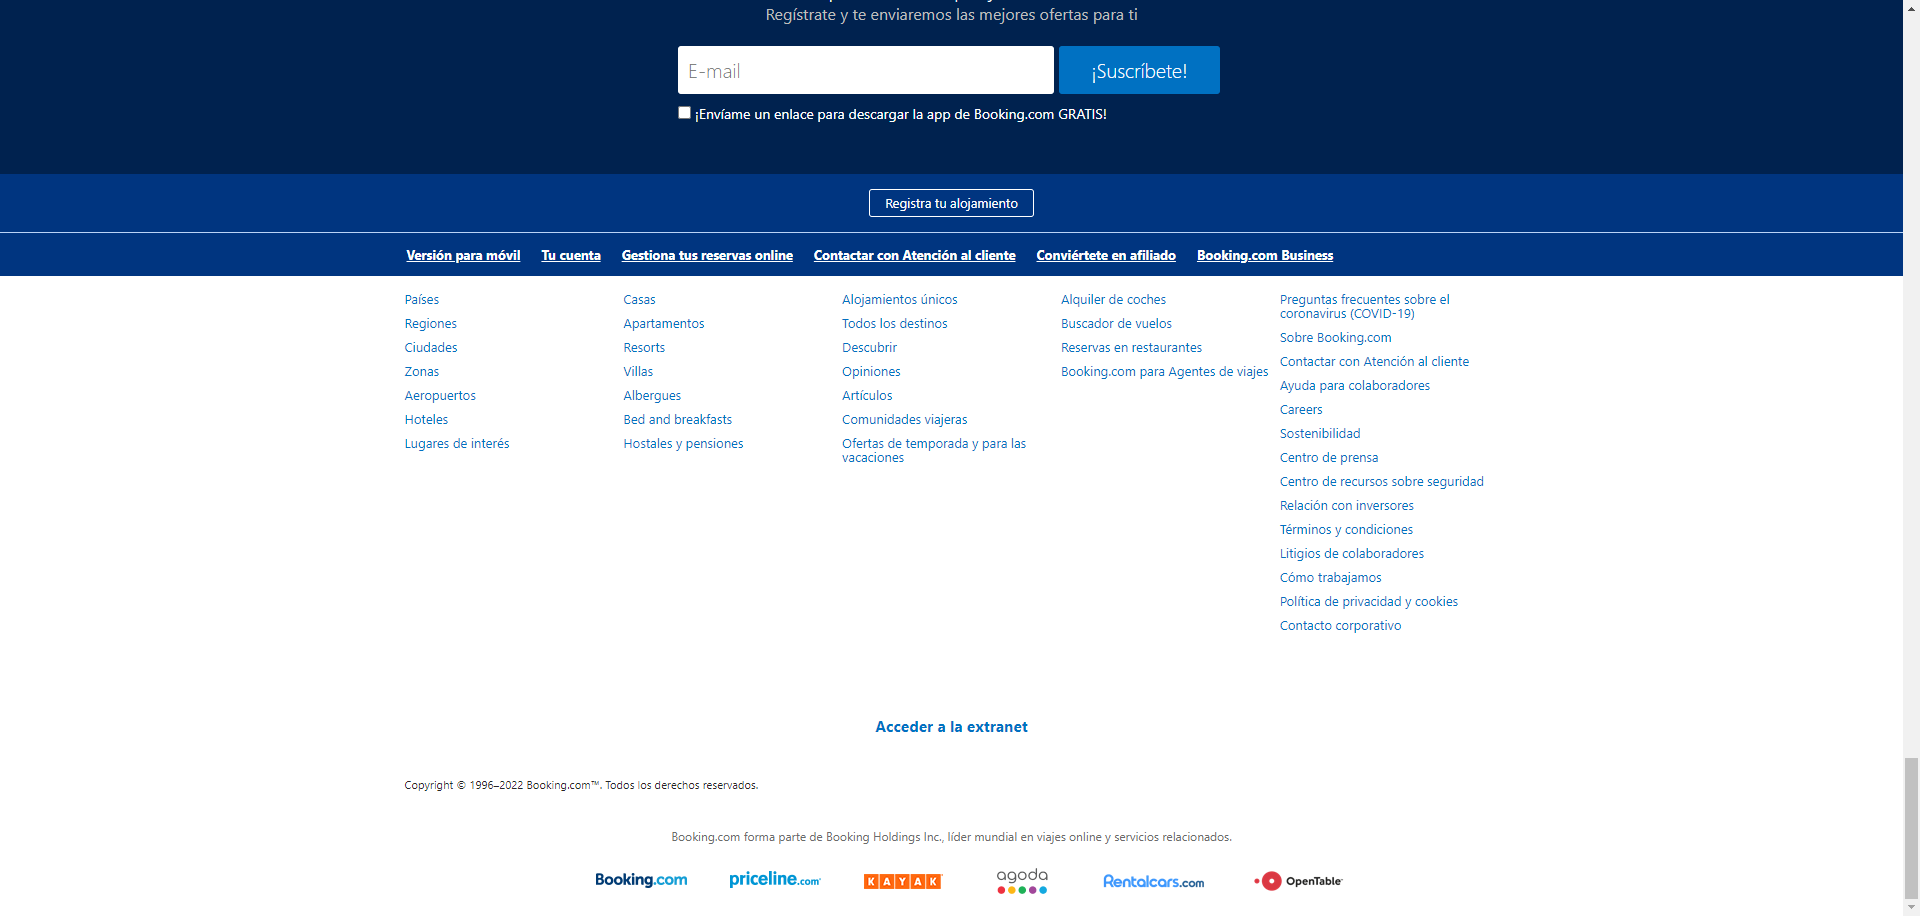 Regístrate y te enviaremos las mejores ofertas para ti
E-mail
¡Suscríbete!
¡Envíame un enlace para descargar la app de Booking.com GRATIS!
Registra tu alojamiento
Versión para móvil Tu cuenta Gestiona tus reservas online Contactar con Atención al cliente Conviértete en afiliado Booking.com Business
Países
Regiones
Ciudades
Zonas
Aeropuertos
Hoteles
Lugares de interés
Casas
Apartamentos
Resorts
Villas
Albergues
Bed and breakfasts
Hostales y pensiones
Alojamientos únicos
Todos los destinos
Descubrir
Opiniones
Artículos
Comunidades viajeras
Ofertas de temporada y para las
vacaciones
Alquiler de coches
Buscador de vuelos
Reservas en restaurantes
Booking.com para Agentes de viajes
Preguntas frecuentes sobre el
coronavirus (COVID-19)
Sobre Booking.com
Contactar con Atención al cliente
Ayuda para colaboradores
Careers
Sostenibilidad
Centro de prensa
Centro de recursos sobre seguridad
Relación con inversores
Términos y condiciones
Litigios de colaboradores
Cómo trabajamos
Política de privacidad y cookies
Contacto corporativo
Acceder a la extranet
Copyright © 1996–2022 Booking.com™. Todos los derechos reservados.
Booking.com forma parte de Booking Holdings Inc., líder mundial en viajes online y servicios relacionados.
Booking.com priceline.com KAYAK agoda Rentalcars.com OpenTable